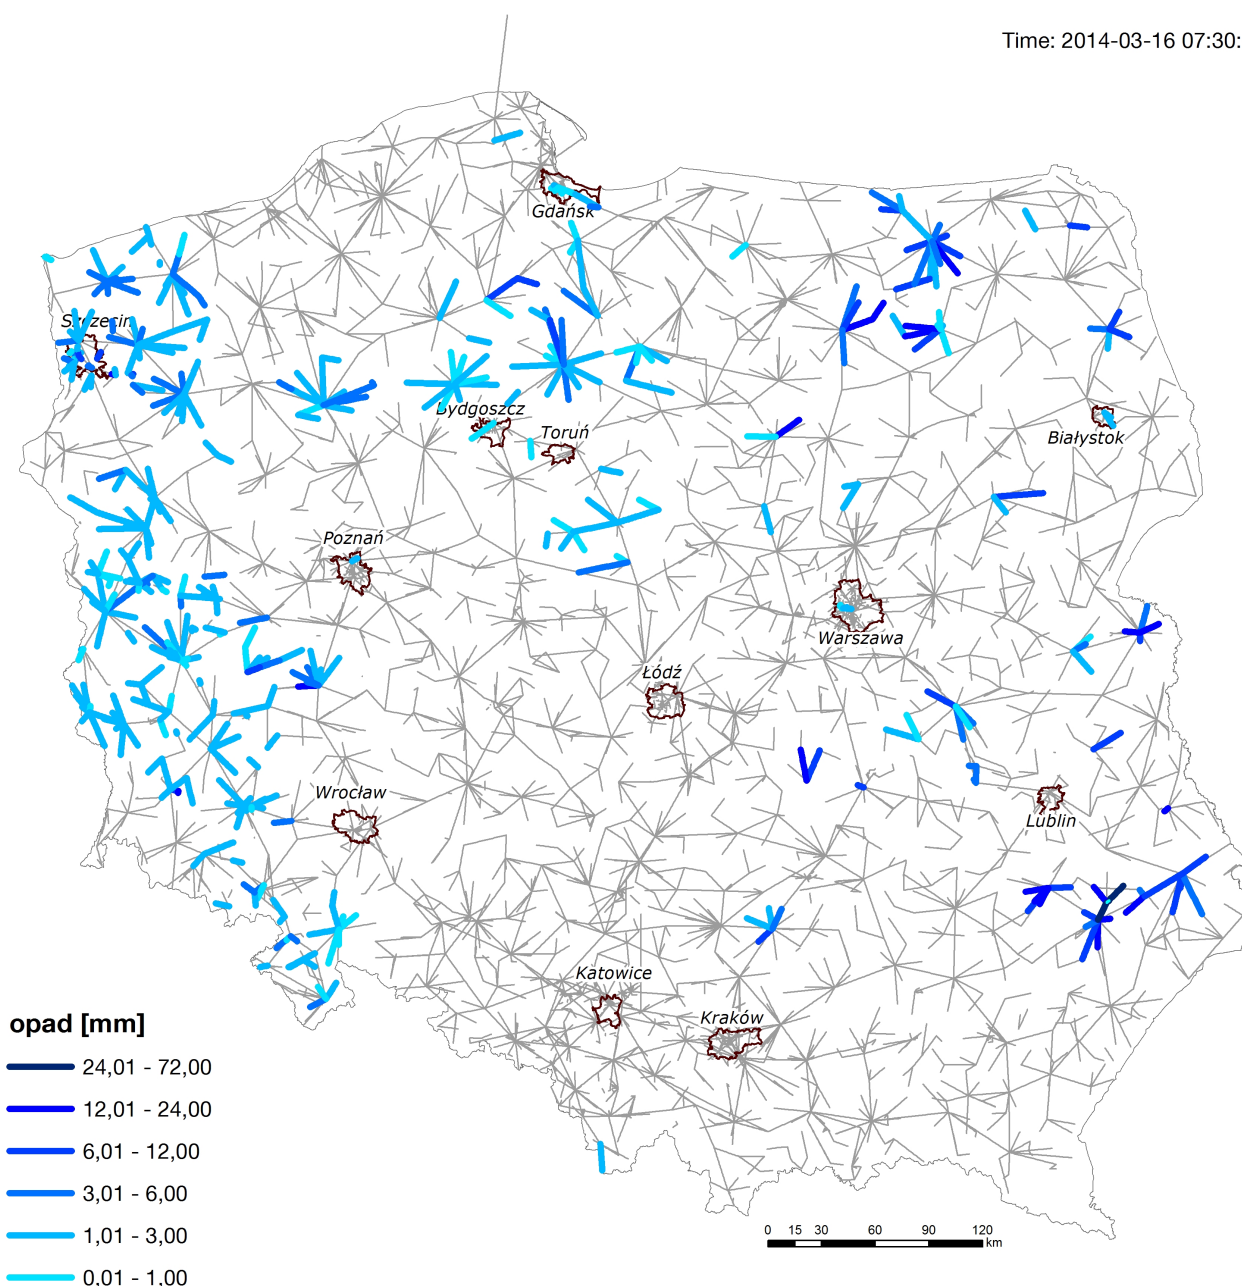 Time: 2014-03-16 07:30:
Gdańsk
Szczecin
Bydgoszcz
Toruń
Białystok
Poznań
Warszawa
Łódź
Wrocław
Lublin
Katowice
Kraków
opad [mm]
24,01 - 72,00
12,01 - 24,00
6,01 - 12,00
3,01 - 6,00
1,01 - 3,00
0,01 - 1,00
0 15 30 60 90 120
km